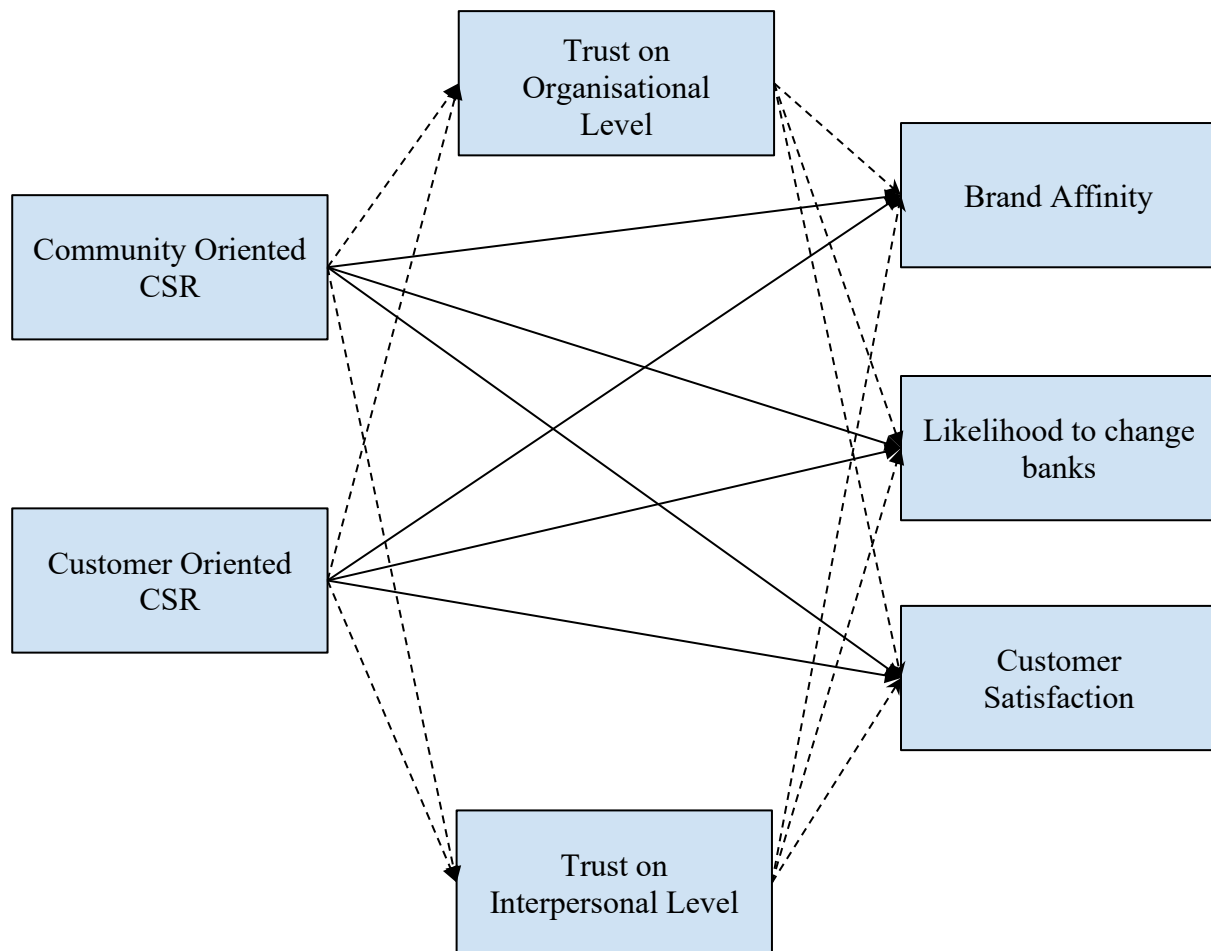 Trust on
Organisational
Level
Brand Affinity
Community Oriented
CSR
Likelihood to change
banks
Customer Oriented
CSR
Customer
Satisfaction
Trust on
Interpersonal Level